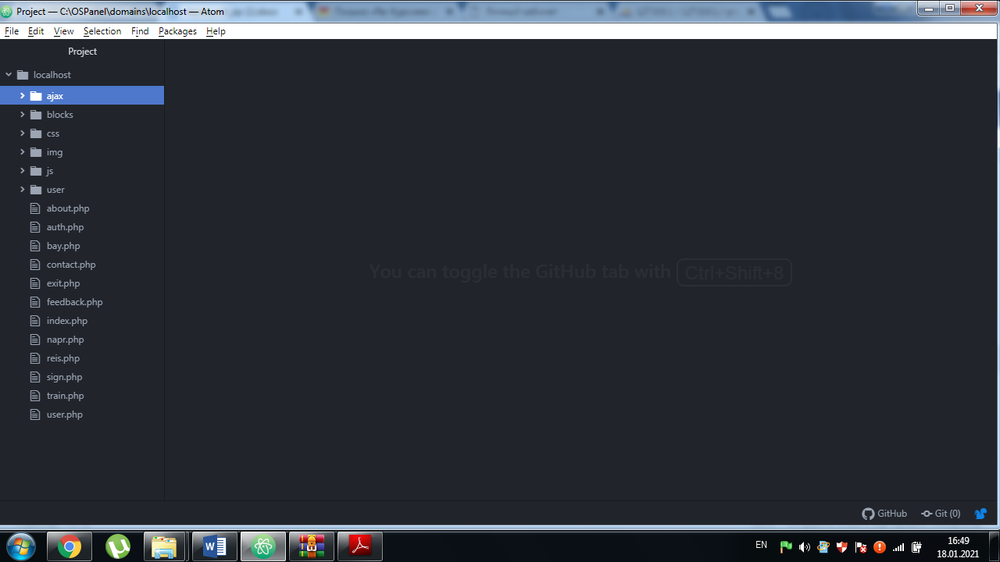 Project — C:\OSPanel\domains\localhost — Atom
File Edit View Selection Find Packages Help
Project
localhost
ajax
blocks
css
img
js
user
about.php
auth.php
bay.php
contact.php
exit.php
feedback.php
index.php
napr.php
reis.php
sign.php
train.php
user.php
You can toggle the GitHub tab with Ctrl+Shift+8
GitHub Git (0)
EN
16:49
18.01.2021